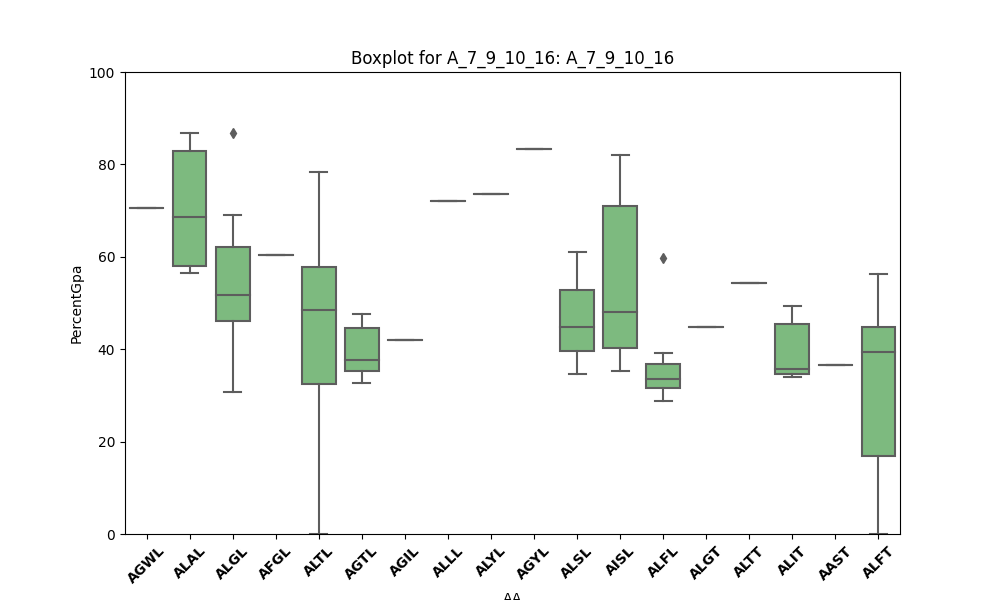 Boxplot for A_7_9_10_16: A_7_9_10_16
PercentGpa
100
80
60
40
20
0
AGWL
ALAL
ALGL
AFGL
ALTL
AGTL
AGIL
ALLL
ALYL
AGYL
ALSL
AISL
ALFL
ALGT
ALTT
ALIT
AAST
ALFT
AA